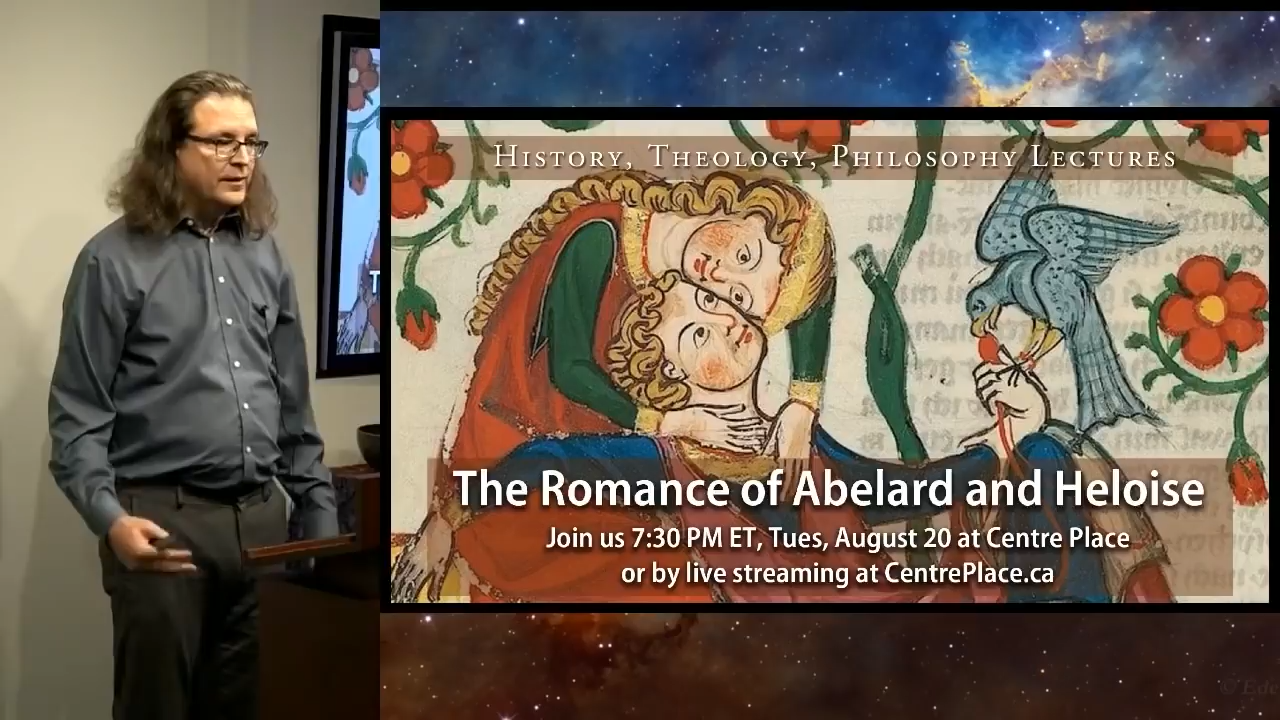 History, Theology, Philosophy Lectures
The Romance of Abelard and Heloise
Join us 7:30 PM ET, Tues, August 20 at Centre Place
or by live streaming at CentrePlace.ca